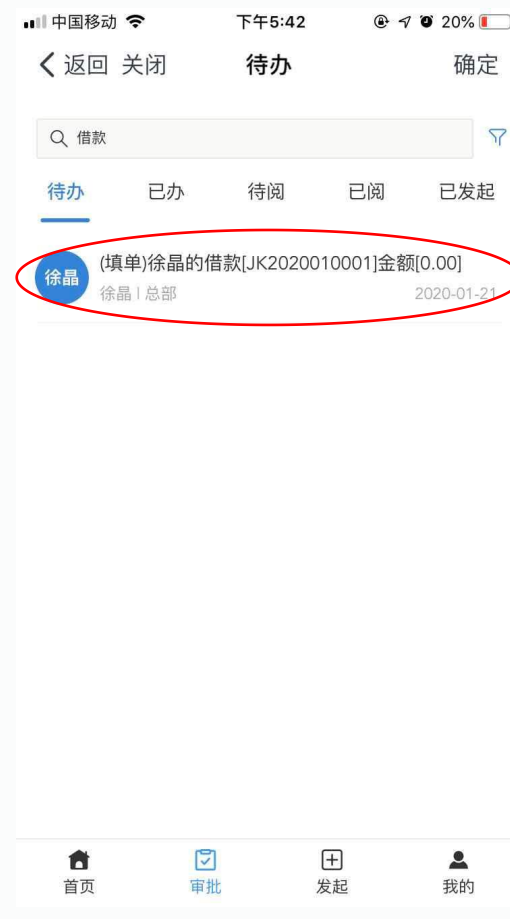 中国移动 下午5:42 20%
返回 关闭 待办 确定
借款
待办 已办 待阅 已阅 已发起
徐晶 (填单)徐晶的借款[JK2020010001]金额[0.00]
徐晶 | 总部 2020-01-21
首页 审批 发起 我的